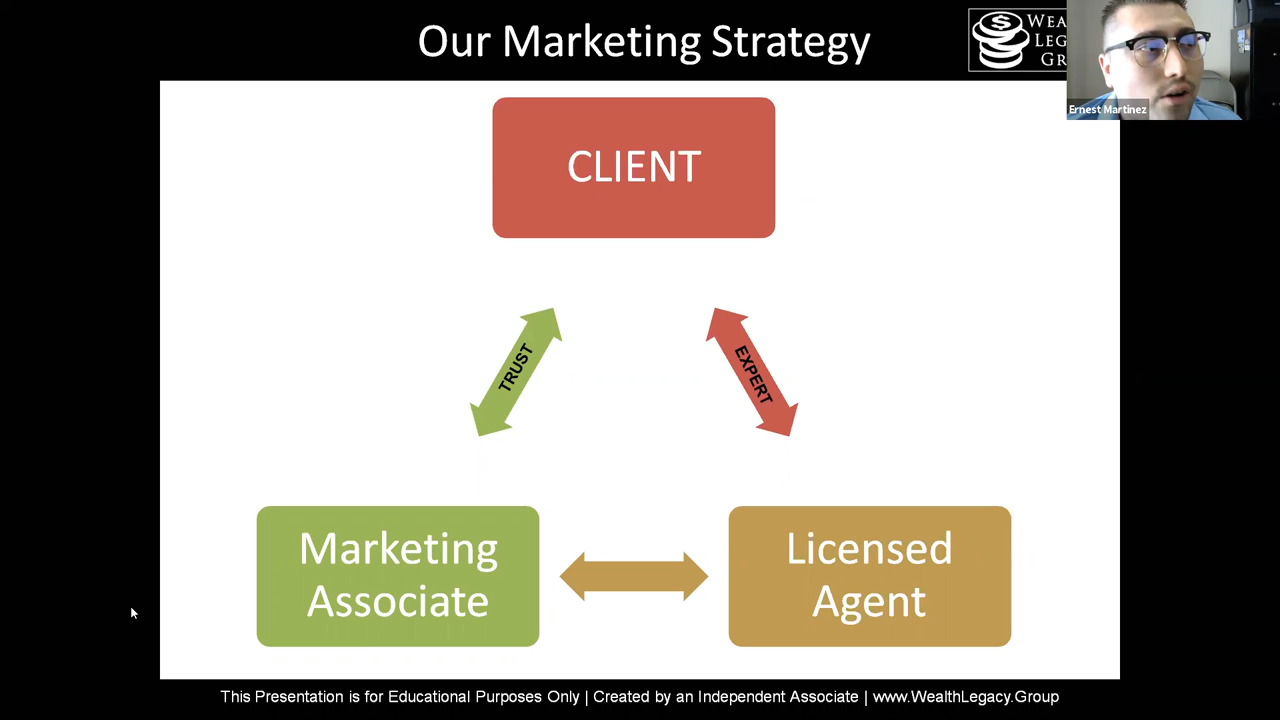 Our Marketing Strategy
Ernest Martinez
CLIENT
TRUST
EXPERT
Marketing
Associate
Licensed
Agent
This Presentation is for Educational Purposes Only | Created by an Independent Associate | www.WealthLegacy.Group